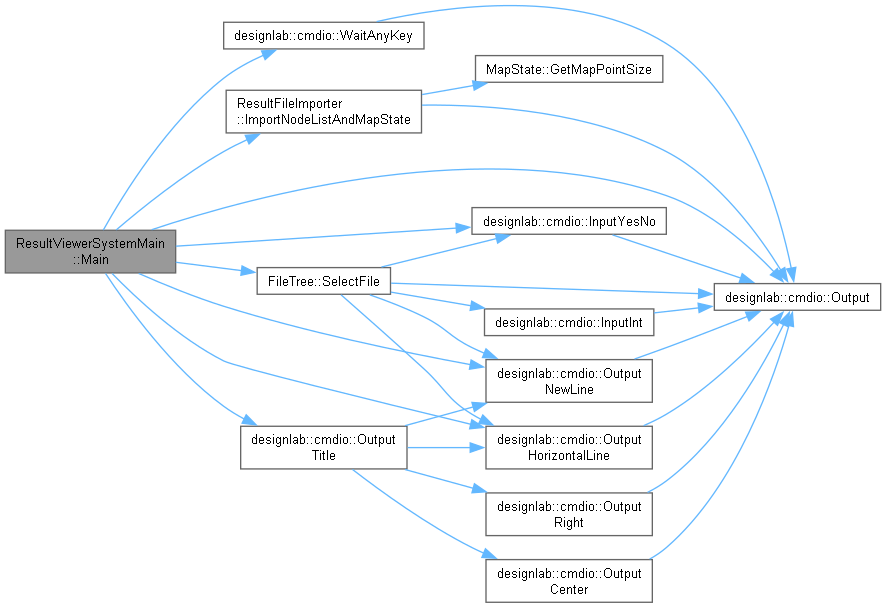 designlab::cmdio::WaitAnyKey
MapState::GetMapPointSize
ResultFileImporter
::ImportNodeListAndMapState
designlab::cmdio::InputYesNo
ResultViewerSystemMain
::Main
FileTree::SelectFile
designlab::cmdio::Output
designlab::cmdio::InputInt
designlab::cmdio::Output
NewLine
designlab::cmdio::Output
Title
designlab::cmdio::Output
HorizontalLine
designlab::cmdio::Output
Right
designlab::cmdio::Output
Center